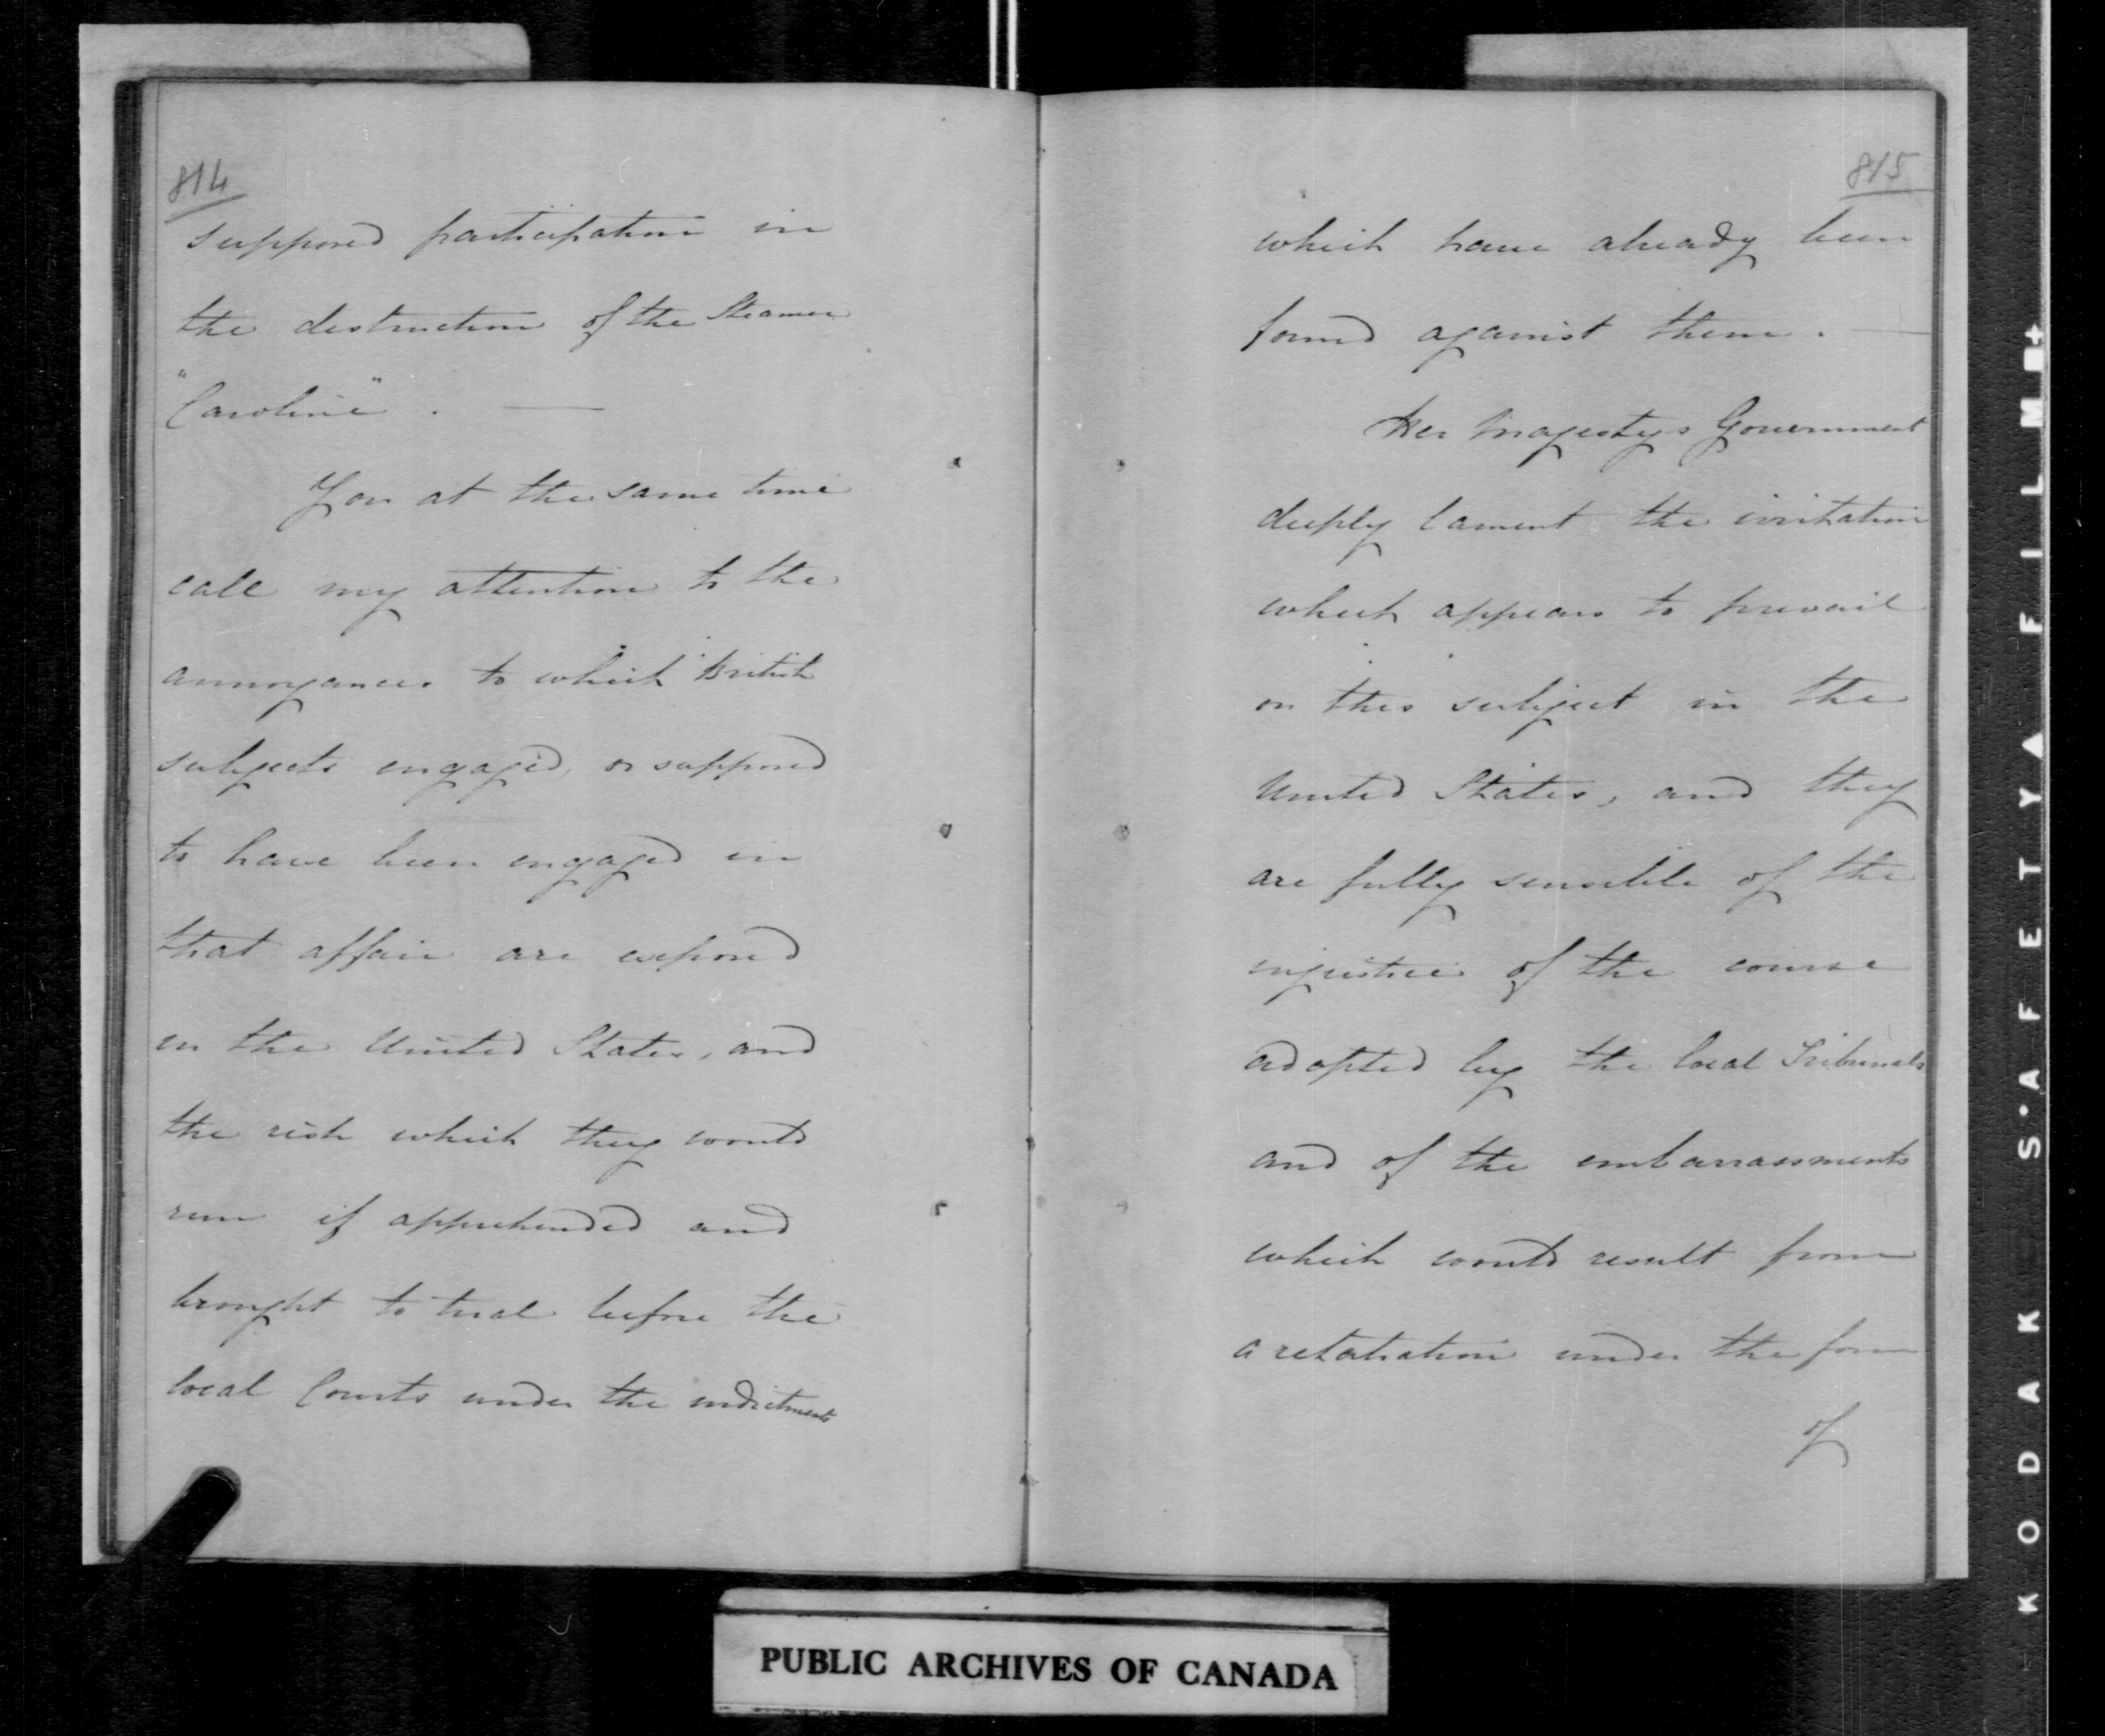 814
supposed participation in
the destruction of the Steamer
"Caroline". —
You at the same time
call my attention to the
annoyances to which British
subjects engaged, or supposed
to have been engaged in
that affair are exposed
in the United States, and
the risk which they would
run if apprehended and
brought to trial before the
local Courts under the indictments
815
which have already been
found against them. —
Her Majestys Government
deeply lament the irritation
which appears to prevail
on this subject in the
United States, and they
are fully sensible of the
injustice of the course
adopted by the local Tribunals
and of the embarrassments
which would result from
a retaliation under the form
of
PUBLIC ARCHIVES OF CANADA
KODAK S·AFETY A FILM